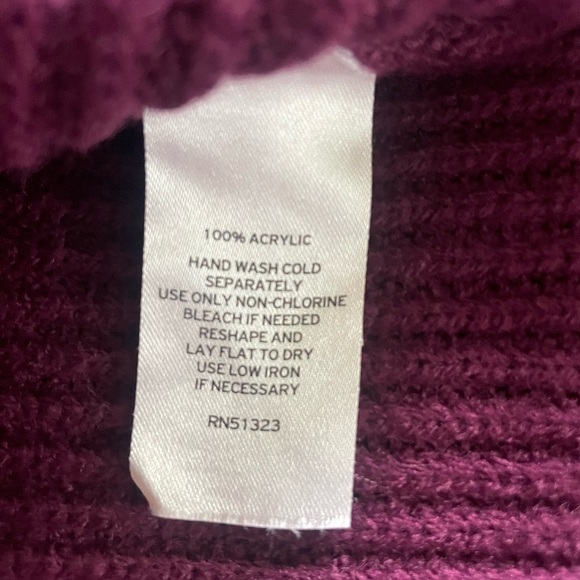 100% ACRYLIC
HAND WASH COLD
SEPARATELY
USE ONLY NON-CHLORINE
BLEACH IF NEEDED
RESHAPE AND
LAY FLAT TO DRY
USE LOW IRON
IF NECESSARY
RN51323